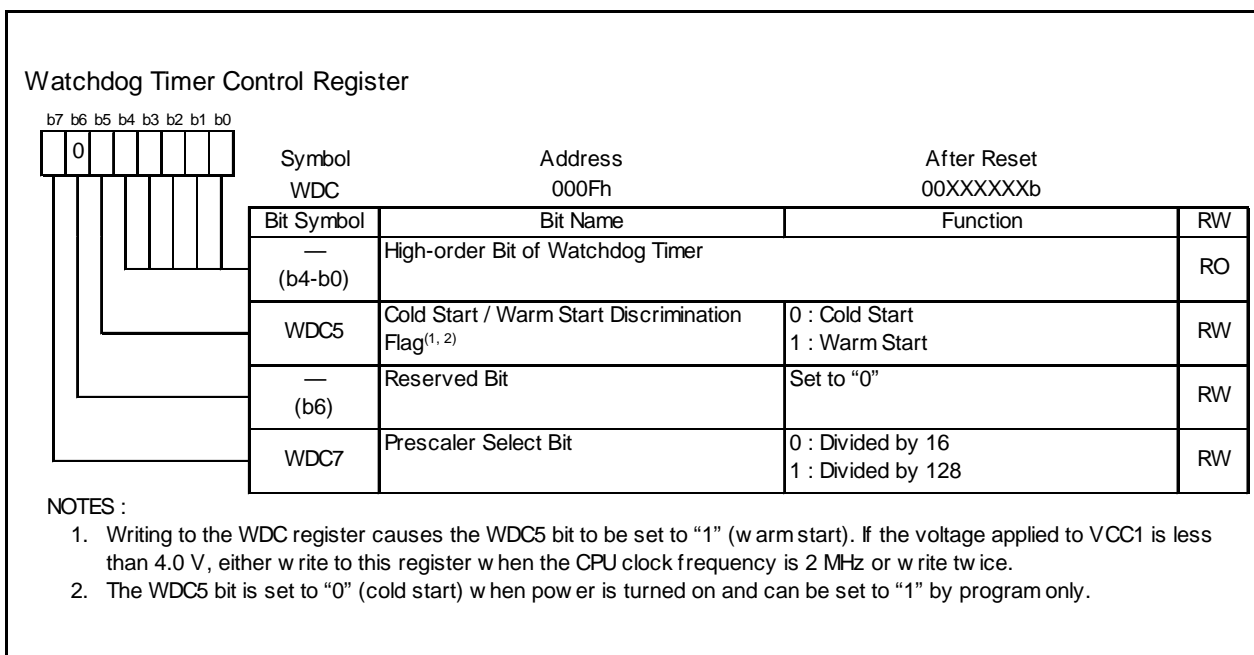 Watchdog Timer Control Register
b7 b6 b5 b4 b3 b2 b1 b0
0
Symbol Address After Reset
WDC 000Fh 00XXXXXXb
Bit Symbol Bit Name Function RW
— (b4-b0) High-order Bit of Watchdog Timer RO
WDC5 Cold Start / Warm Start Discrimination Flag(1, 2) 0 : Cold Start
1 : Warm Start RW
— (b6) Reserved Bit Set to “0” RW
WDC7 Prescaler Select Bit 0 : Divided by 16
1 : Divided by 128 RW
NOTES :
1. Writing to the WDC register causes the WDC5 bit to be set to “1” (warm start). If the voltage applied to VCC1 is less
than 4.0 V, either write to this register when the CPU clock frequency is 2 MHz or write twice.
2. The WDC5 bit is set to “0” (cold start) when power is turned on and can be set to “1” by program only.